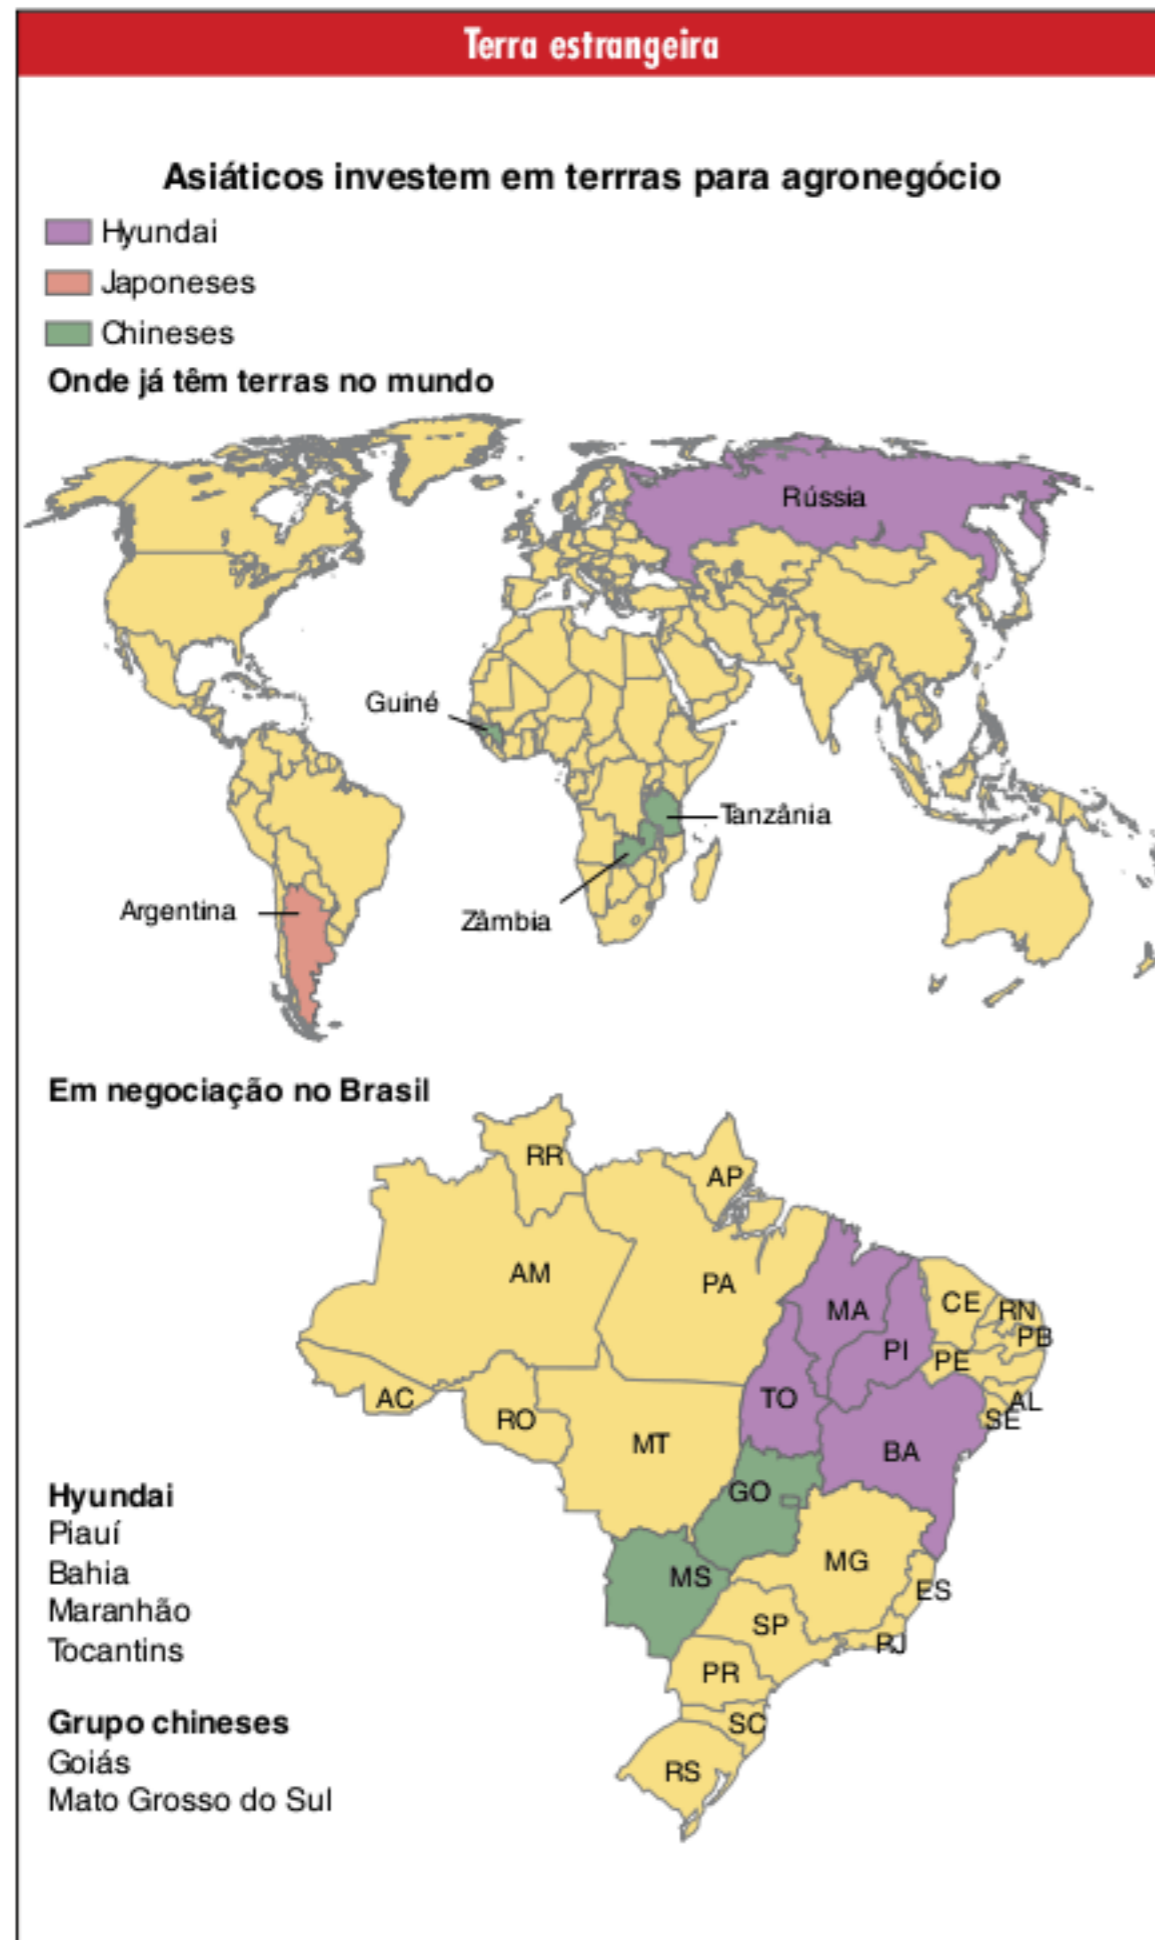 Terra estrangeira
Asiáticos investem em terrras para agronegócio
Hyundai
Japoneses
Chineses
Onde já têm terras no mundo
Rússia
Guiné
Tanzânia
Argentina
Zâmbia
Em negociação no Brasil
RR
AP
AM
PA
MA
CE
RN
PB
PI
PE
AC
TO
AL
RO
SE
MT
BA
GO
MG
MS
ES
SP
RJ
PR
SC
RS
Hyundai
Piauí
Bahia
Maranhão
Tocantins
Grupo chineses
Goiás
Mato Grosso do Sul